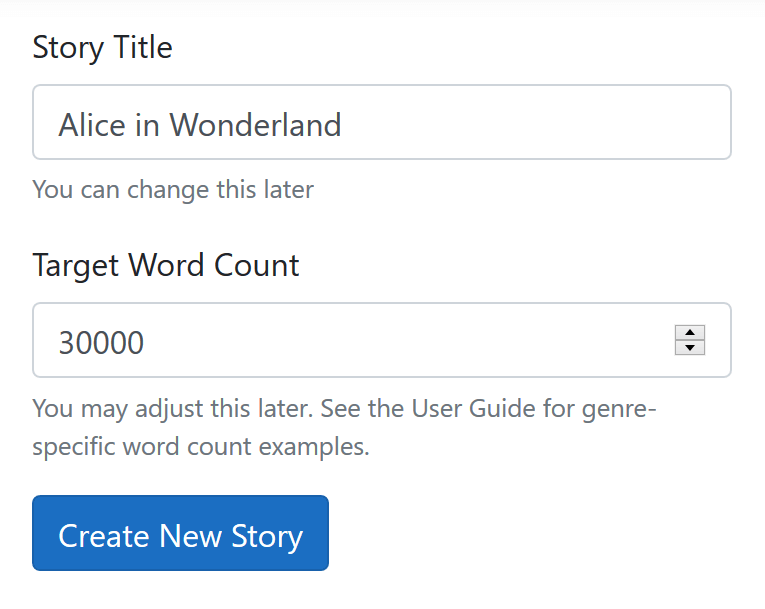 Story Title
Alice in Wonderland
You can change this later
Target Word Count
30000
You may adjust this later. See the User Guide for genre-
specific word count examples.
Create New Story